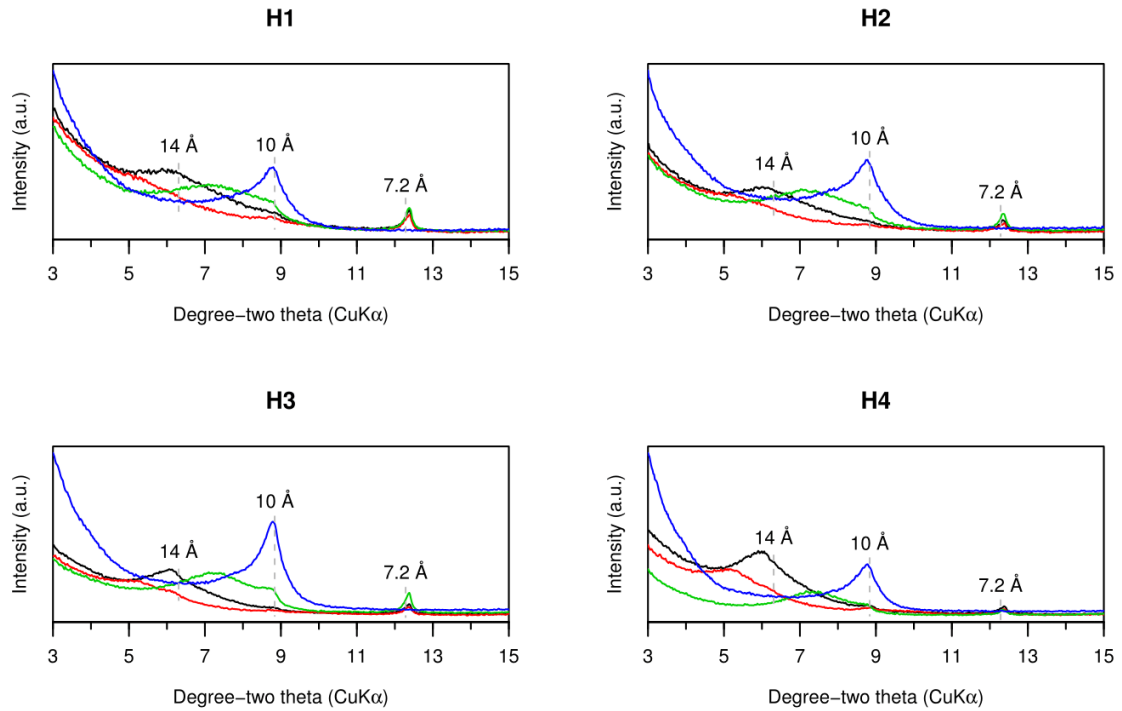 H1
Intensity (a.u.)
14 Å
10 Å
7.2 Å
3 5 7 9 11 13 15
Degree−two theta (CuKα)
H2
Intensity (a.u.)
14 Å
10 Å
7.2 Å
3 5 7 9 11 13 15
Degree−two theta (CuKα)
H3
Intensity (a.u.)
14 Å
10 Å
7.2 Å
3 5 7 9 11 13 15
Degree−two theta (CuKα)
H4
Intensity (a.u.)
14 Å
10 Å
7.2 Å
3 5 7 9 11 13 15
Degree−two theta (CuKα)